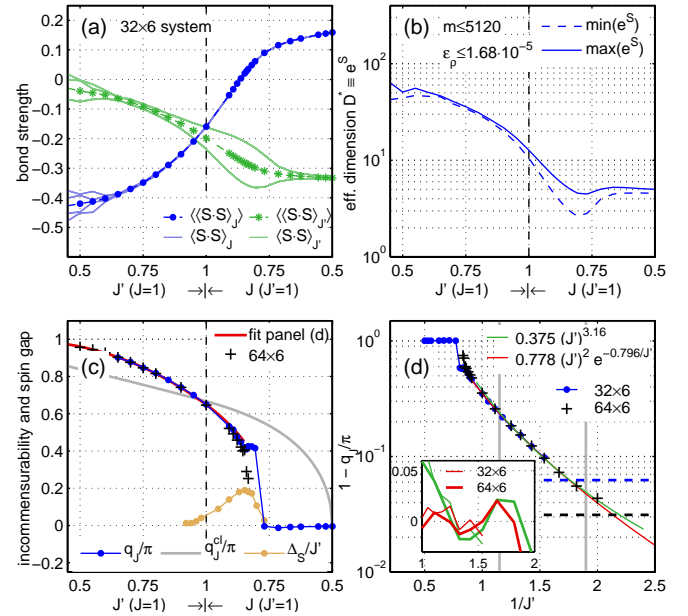 (a) 32×6 system
bond strength
0.1
0
−0.1
−0.2
−0.3
−0.4
−0.5
⟨⟨S·S⟩J⟩ ⟨⟨S·S⟩J'⟩
⟨S·S⟩J ⟨S·S⟩J'
0.5 0.75 1 0.75 0.5
J' (J=1) →|← J (J'=1)
(b) m≤5120
ερ≤1.68·10−5
min(eS)
max(eS)
eff. dimension D* ≡ eS
102
101
100
0.5 0.75 1 0.75 0.5
J' (J=1) →|← J (J'=1)
(c) fit panel (d)
64×6
incommensurability and spin gap
1
0.8
0.6
0.4
0.2
0
−0.2
qJ/π qJcl/π ΔS/J'
0.5 0.75 1 0.75 0.5
J' (J=1) →|← J (J'=1)
(d) 0.375 (J')3.16
0.778 (J')2 e−0.796/J'
32×6
64×6
1 − qJ/π
100
10−1
10−2
0.05
0
32×6
64×6
1 1.5 2
0.5 1 1.5 2 2.5
1/J'